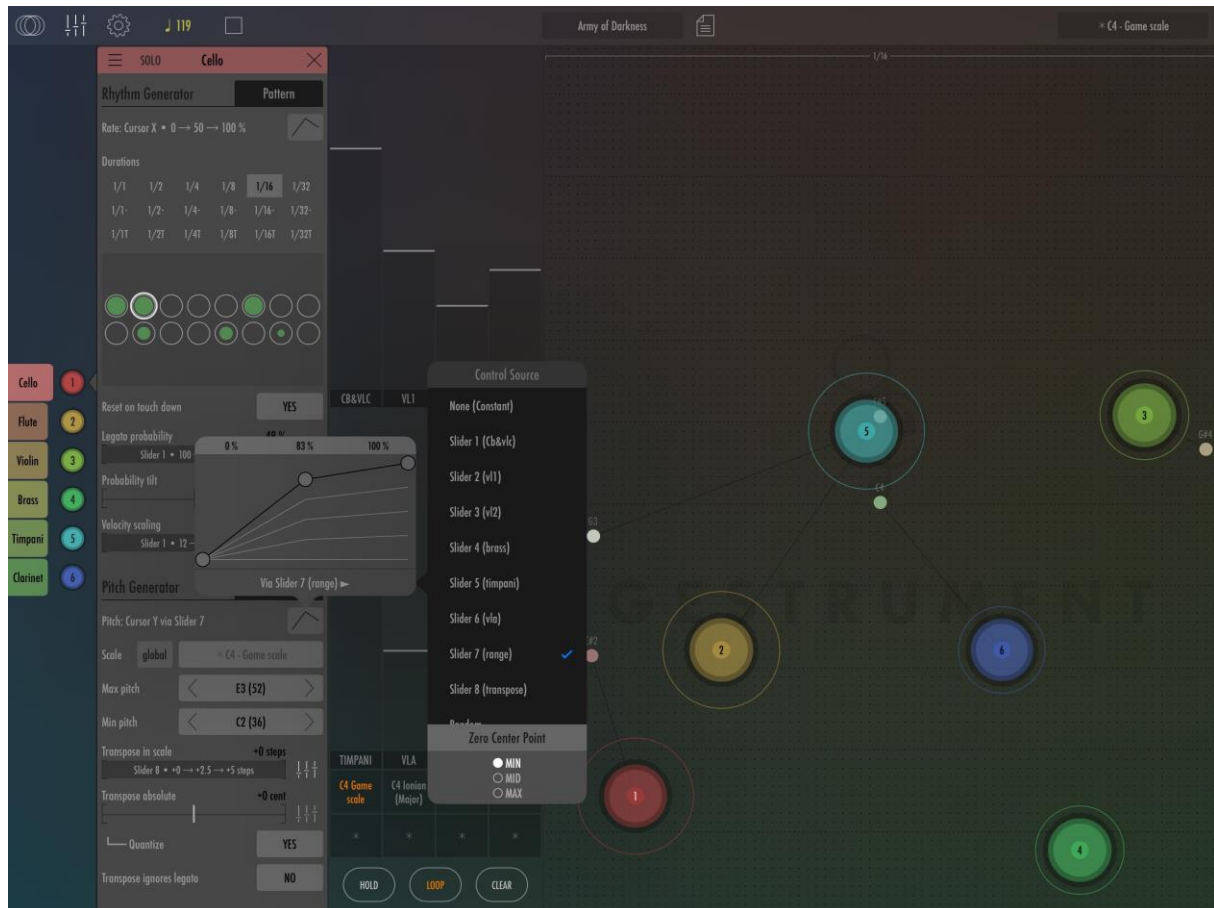 ♩ 119
Army of Darkness
* C4 - Game scale
SOLO Cello
1/16
Rhythm Generator Pattern
Rate: Cursor X • 0 → 50 → 100 %
Durations
1/1 1/2 1/4 1/8 1/16 1/32
1/1· 1/2· 1/4· 1/8· 1/16· 1/32·
1/1T 1/2T 1/4T 1/8T 1/16T 1/32T
Cello 1
Flute 2
Violin 3
Brass 4
Timpani 5
Clarinet 6
Reset on touch down YES
Legato probability
Slider 1 • 100
Probability tilt
Velocity scaling
Slider 1 • 12
0 % 83 % 100 %
Via Slider 7 (range) ►
Pitch Generator
Pitch: Cursor Y via Slider 7
Scale global * C4 - Game scale
Max pitch E3 (52)
Min pitch C2 (36)
Transpose in scale +0 steps
Slider 8 • +0 → +2.5 → +5 steps
Transpose absolute +0 cent
Quantize YES
Transpose ignores legato NO
CB&VLC VL1
TIMPANI VLA
C4 Game scale
C4 Ionian (Major)
* * * *
HOLD LOOP CLEAR
Control Source
None (Constant)
Slider 1 (Cb&vlc)
Slider 2 (vl1)
Slider 3 (vl2)
Slider 4 (brass)
Slider 5 (timpani)
Slider 6 (vla)
Slider 7 (range)
Slider 8 (transpose)
Random
Zero Center Point
MIN
MID
MAX
5
3
G#4
C4
G3
2
6
1
4